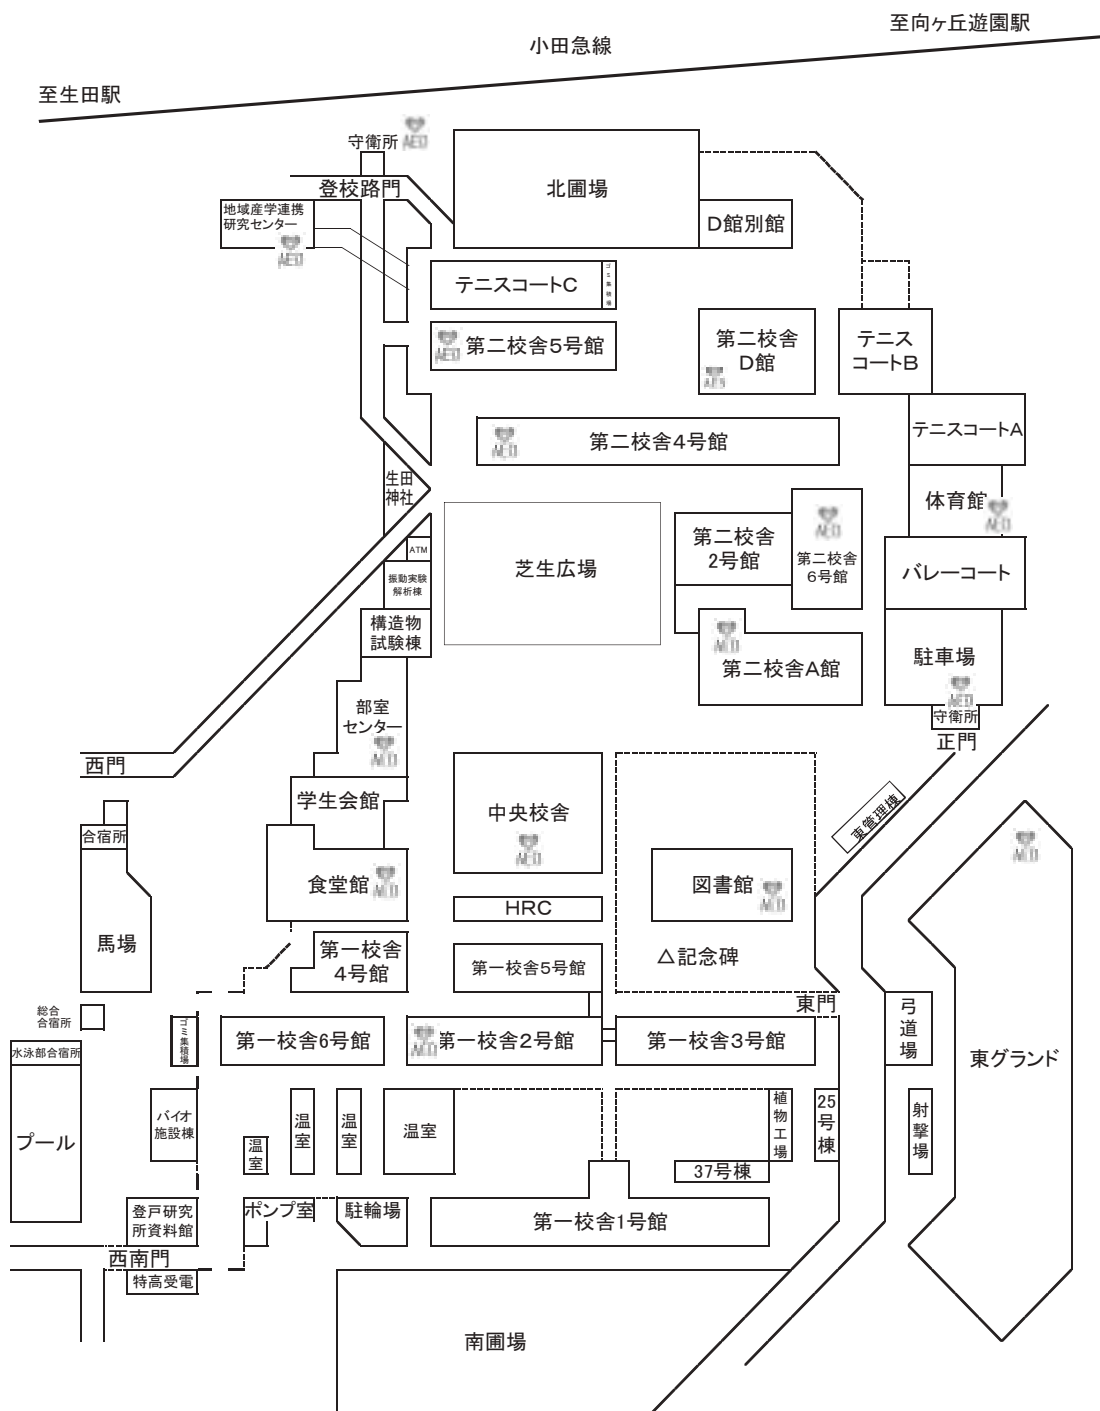 至向ヶ丘遊園駅
小田急線
至生田駅
守衛所 AED
登校路門
北圃場
地域産学連携
研究センター
AED
D館別館
テニスコートC
ゴミ集積場
AED 第二校舎5号館
第二校舎
D館
AED
テニス
コートB
AED
第二校舎4号館
テニスコートA
生田
神社
体育館
AED
ATM
芝生広場
第二校舎
2号館
AED
第二校舎
6号館
バレーコート
振動実験
解析棟
構造物
試験棟
AED
第二校舎A館
駐車場
AED
守衛所
正門
部室
センター
AED
西門
学生会館
中央校舎
AED
東管理棟
合宿所
AED
食堂館
AED
図書館
AED
HRC
馬場
第一校舎
4号館
第一校舎5号館
△記念碑
東門
総合
合宿所
ゴミ集積場
第一校舎6号館
AED
第一校舎2号館
第一校舎3号館
弓道場
東グランド
水泳部合宿所
プール
バイオ
施設棟
温室
温室
温室
温室
植物工場
25号棟
射撃場
37号棟
登戸研究
所資料館
ポンプ室
駐輪場
第一校舎1号館
西南門
特高受電
南圃場